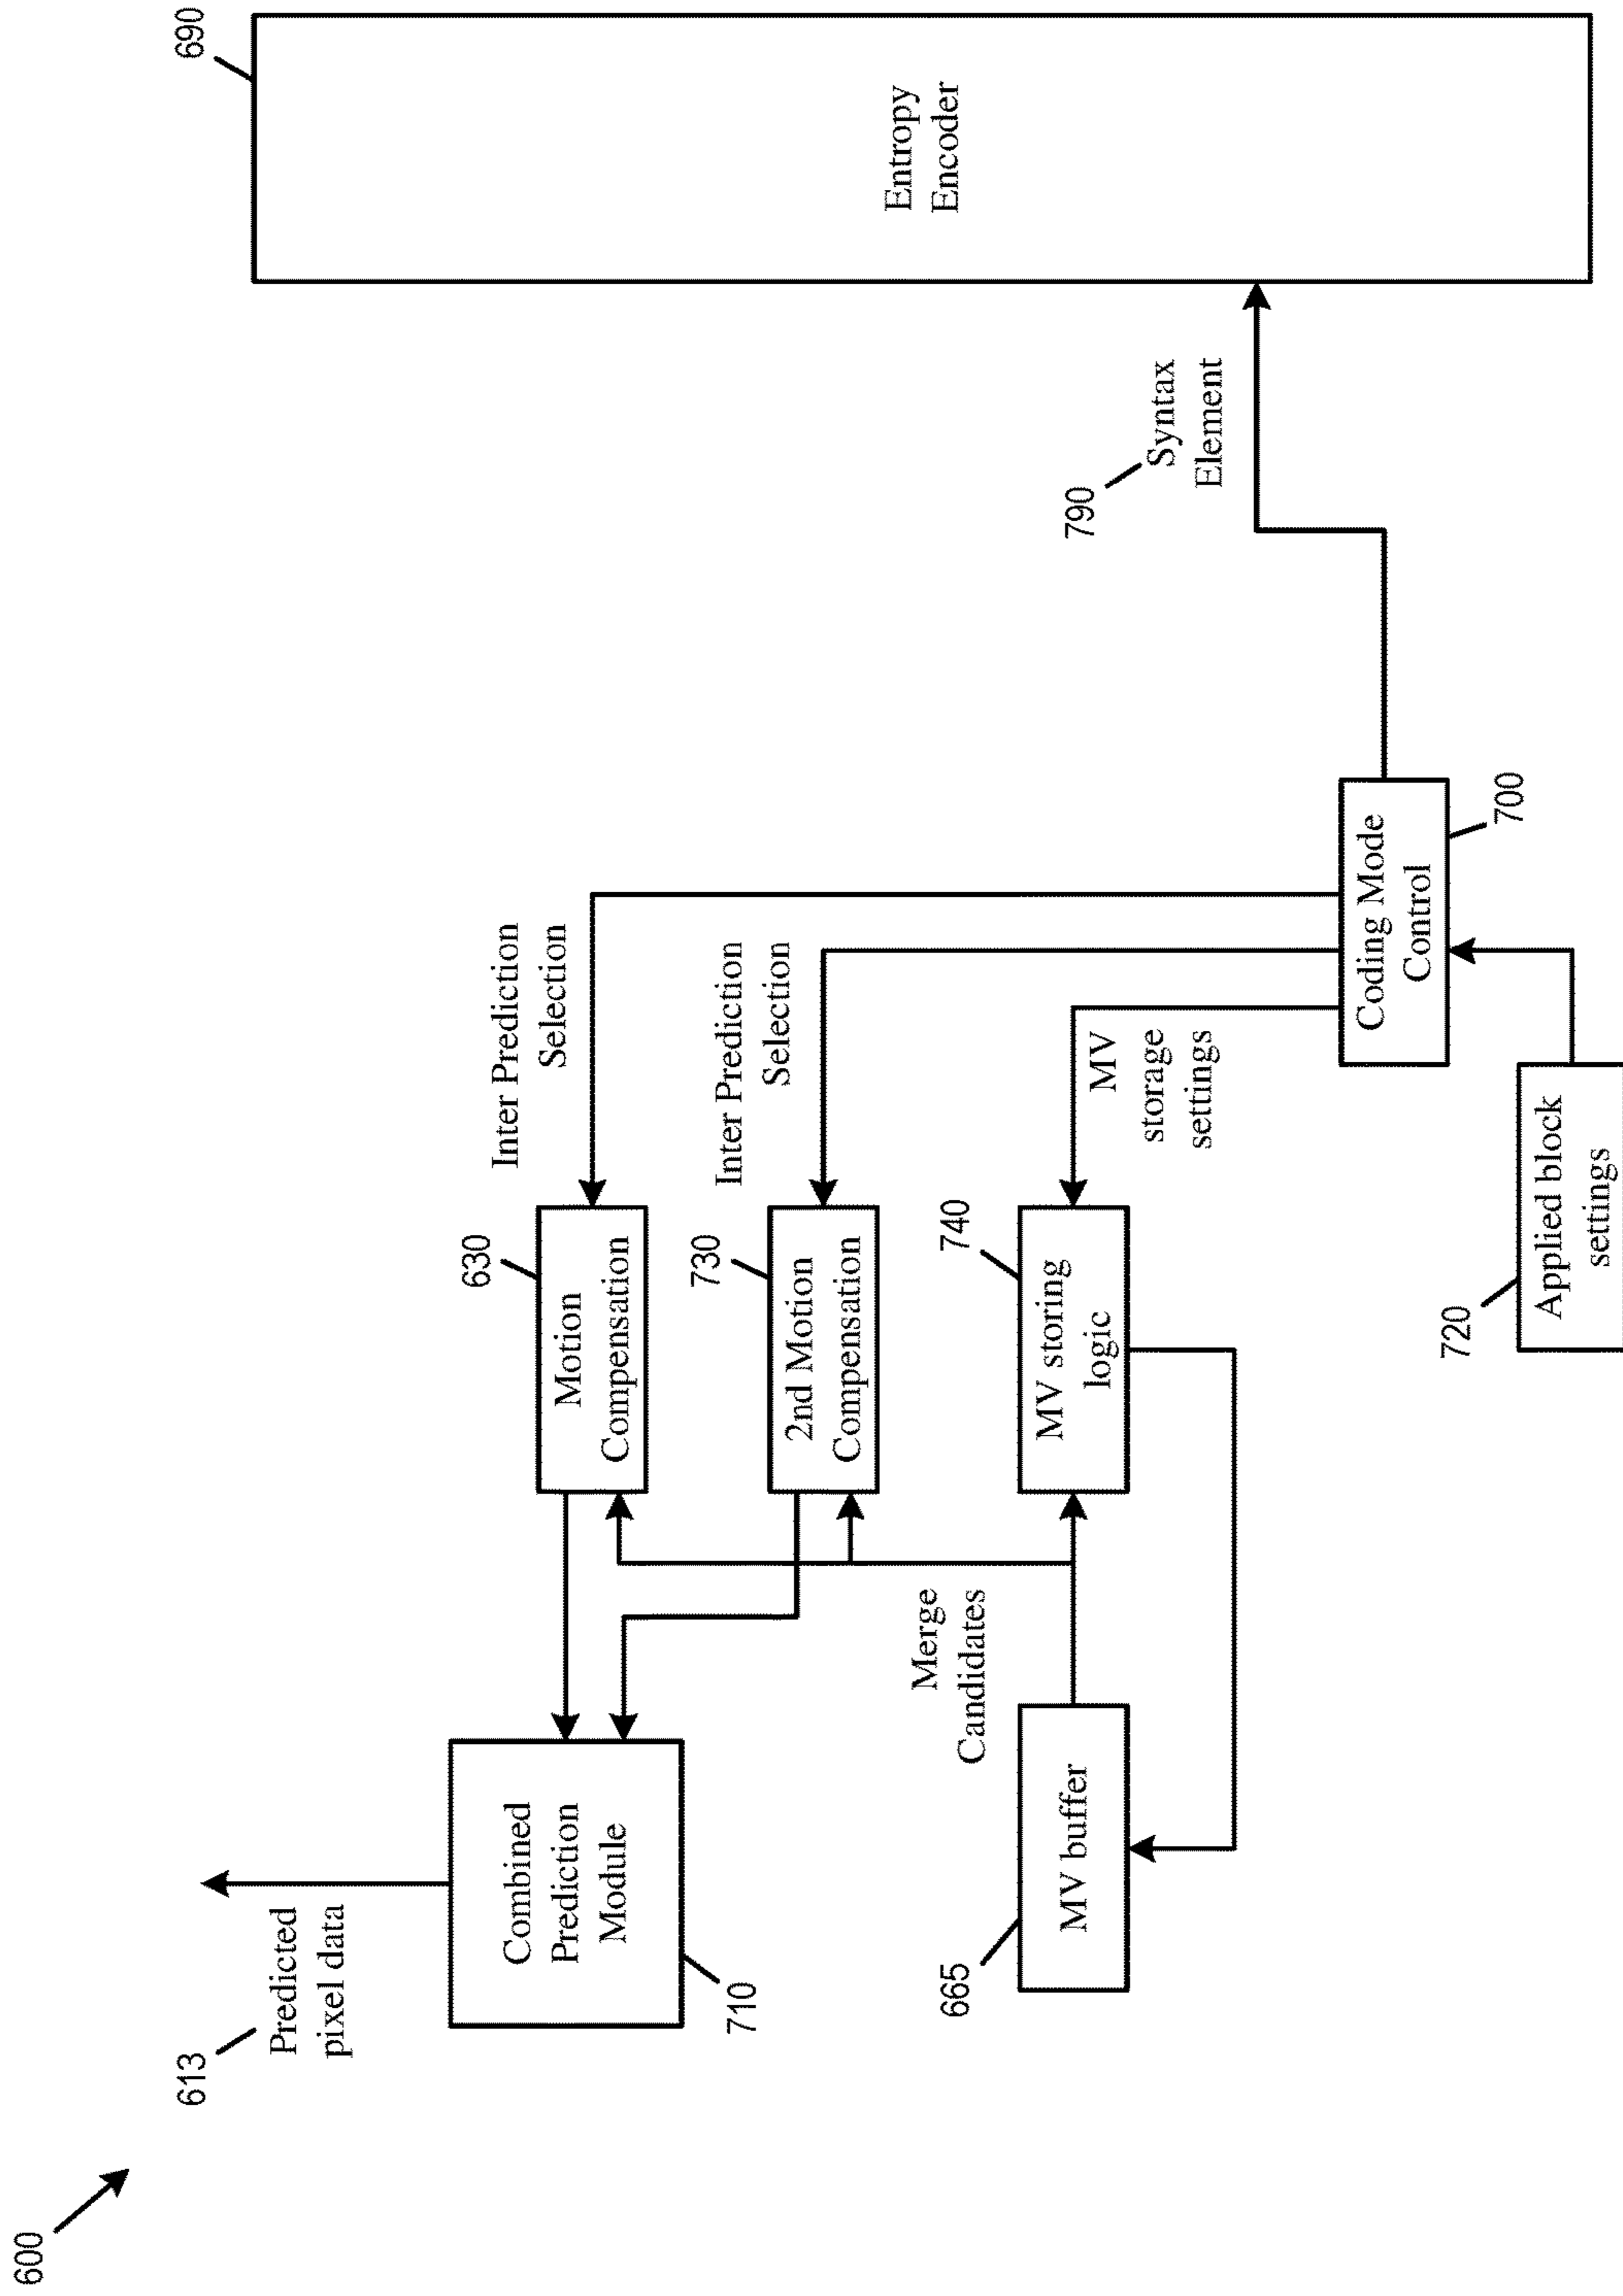 600
613
Predicted
pixel data
690
Combined
Prediction
Module
710
630
Motion
Compensation
Inter Prediction
Selection
730
2nd Motion
Compensation
Inter Prediction
Selection
Entropy
Encoder
Merge
Candidates
665
MV buffer
740
MV storing
logic
MV
storage
settings
790
Syntax
Element
Coding Mode
Control
700
720
Applied block
settings